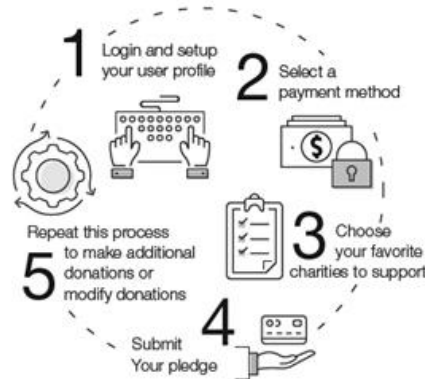 1 Login and setup
your user profile
2 Select a
payment method
3 Choose
your favorite
charities to support
4 Submit
Your pledge
5 Repeat this process
to make additional
donations or
modify donations
$